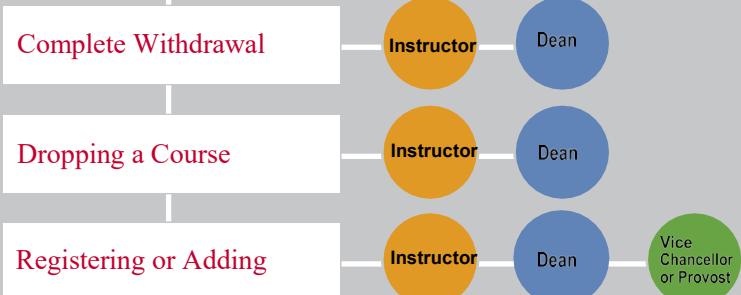 Complete Withdrawal Instructor Dean
Dropping a Course Instructor Dean
Registering or Adding Instructor Dean Vice
Chancellor
or Provost